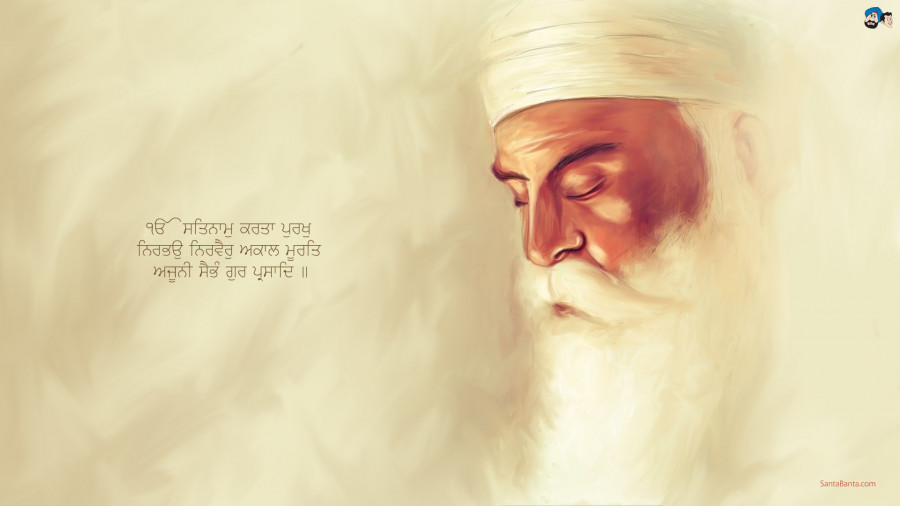 ੴ ਸਤਿਨਾਮੁ ਕਰਤਾ ਪੁਰਖੁ
ਨਿਰਭਉ ਨਿਰਵੈਰੁ ਅਕਾਲ ਮੂਰਤਿ
ਅਜੂਨੀ ਸੈਭੰ ਗੁਰ ਪ੍ਰਸਾਦਿ ॥
SantaBanta.com